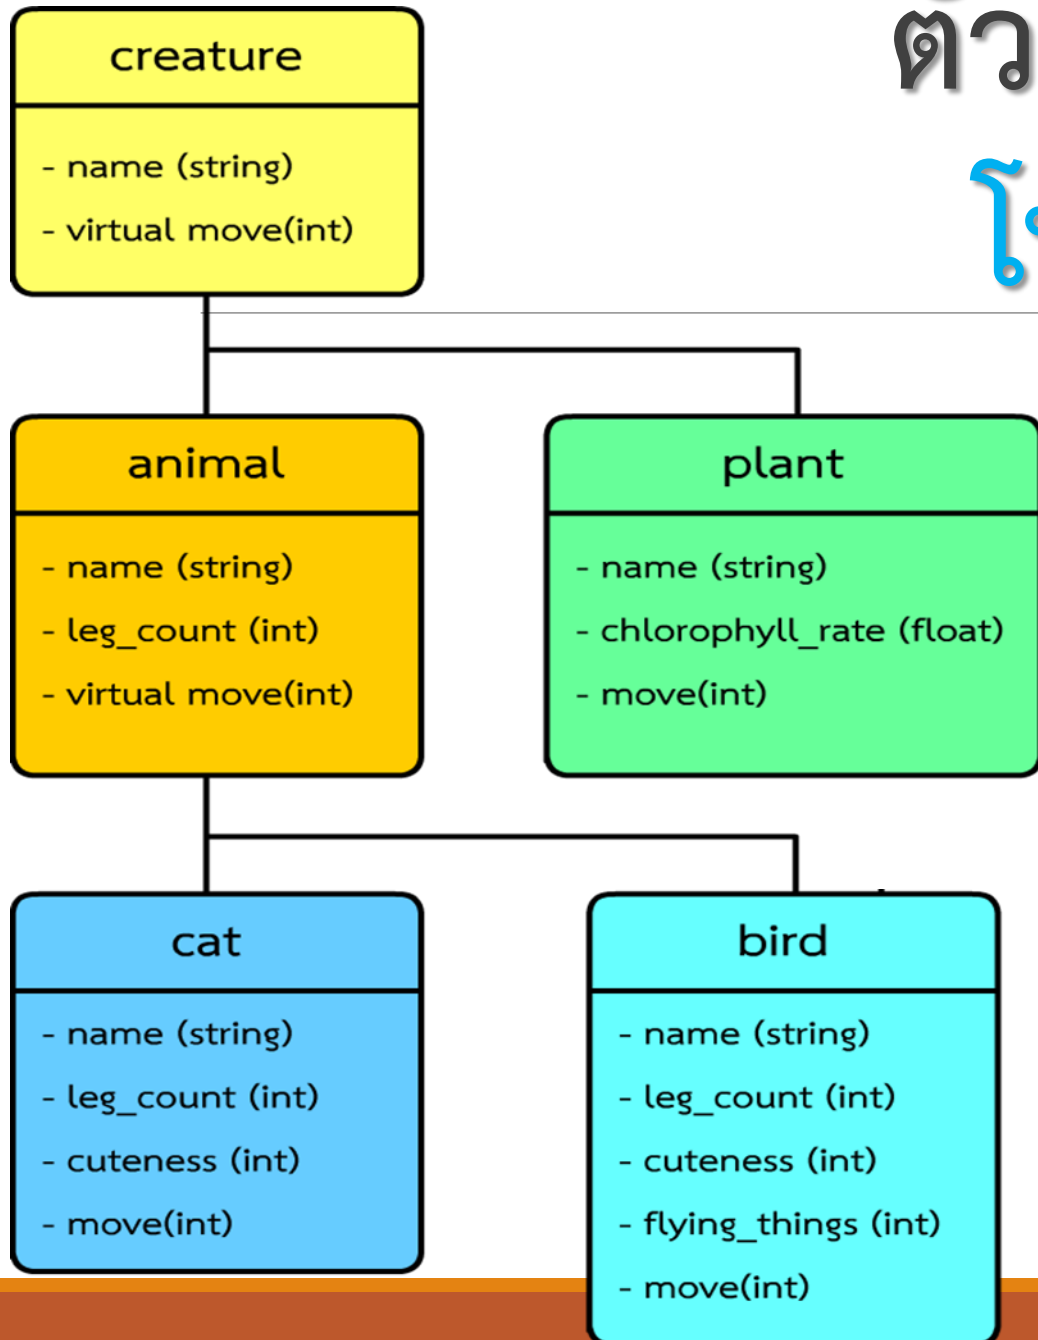 creature
- name (string)
- virtual move(int)
animal
- name (string)
- leg_count (int)
- virtual move(int)
plant
- name (string)
- chlorophyll_rate (float)
- move(int)
cat
- name (string)
- leg_count (int)
- cuteness (int)
- move(int)
bird
- name (string)
- leg_count (int)
- cuteness (int)
- flying_things (int)
- move(int)